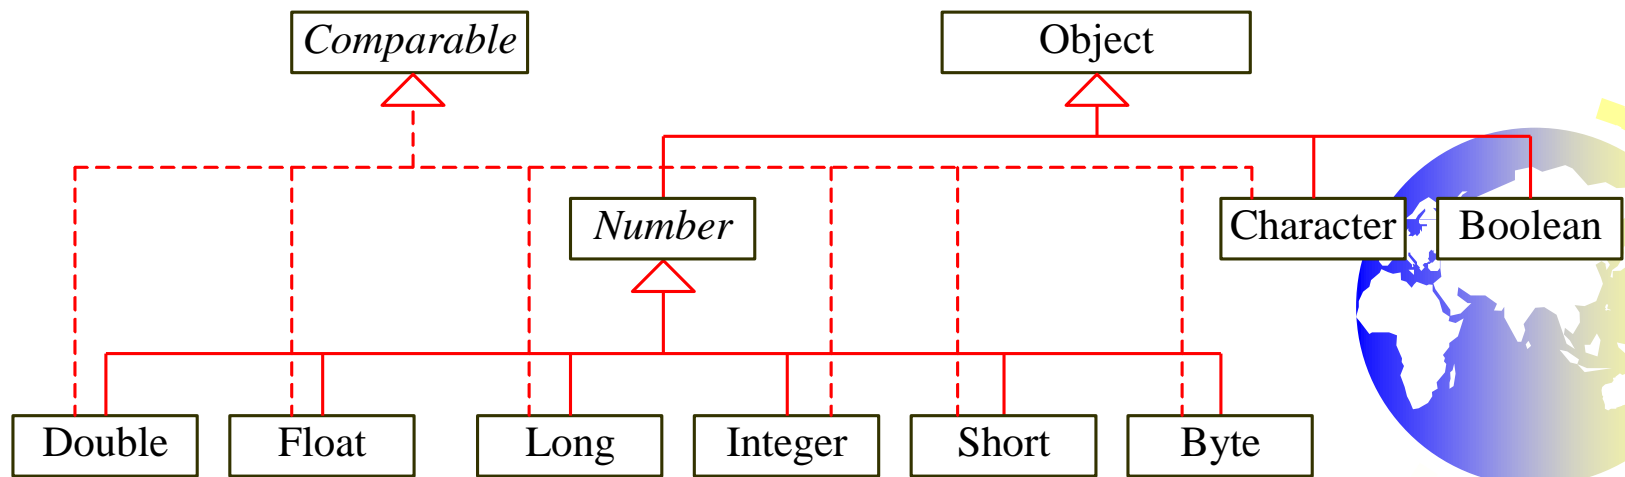 Comparable
Object
Number
Character
Boolean
Double
Float
Long
Integer
Short
Byte